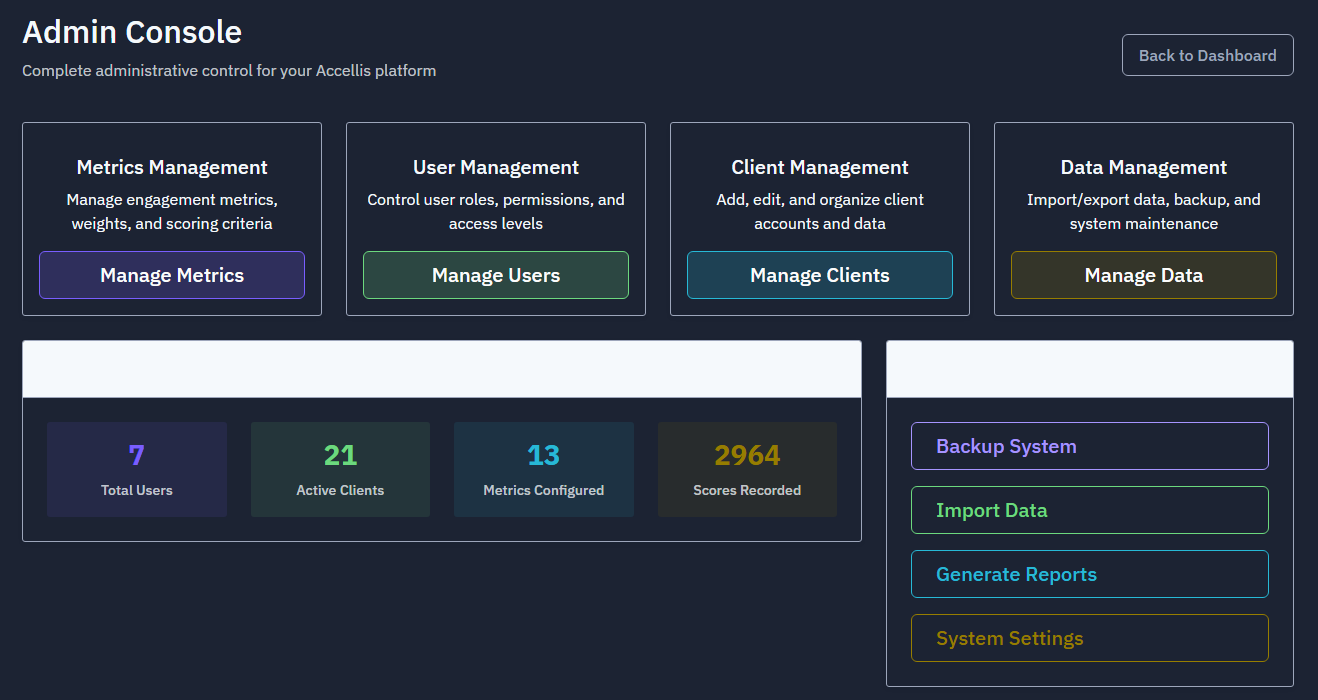 Admin Console
Complete administrative control for your Accellis platform
Back to Dashboard
Metrics Management
Manage engagement metrics,
weights, and scoring criteria
Manage Metrics
User Management
Control user roles, permissions, and
access levels
Manage Users
Client Management
Add, edit, and organize client
accounts and data
Manage Clients
Data Management
Import/export data, backup, and
system maintenance
Manage Data
7
Total Users
21
Active Clients
13
Metrics Configured
2964
Scores Recorded
Backup System
Import Data
Generate Reports
System Settings